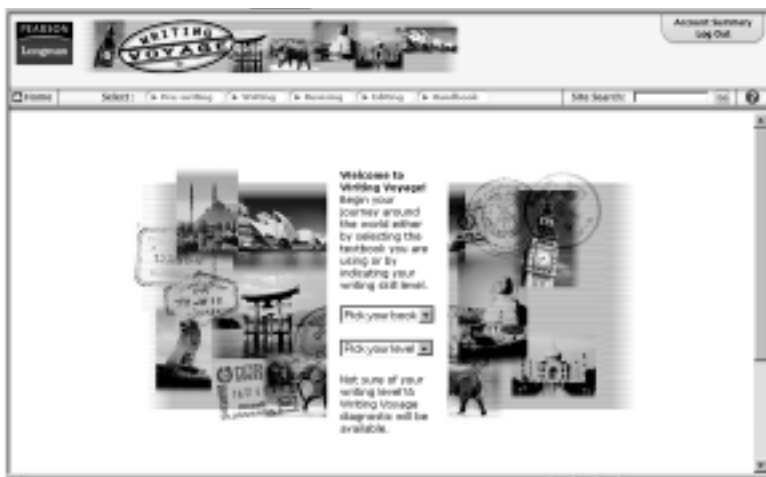 PEARSON
Longman
WRITING
VOYAGE
Account Summary
Log Out
Home
Select:
Pre-writing
Writing
Revising
Editing
Handbook
Site Search:
Go
Welcome to
Writing Voyage!
Begin your
journey around
the world either
by selecting the
textbook you are
using or by
indicating your
writing skill level.
Pick your book
Pick your level
Not sure of your
writing level? A
Writing Voyage
diagnostic will be
available.